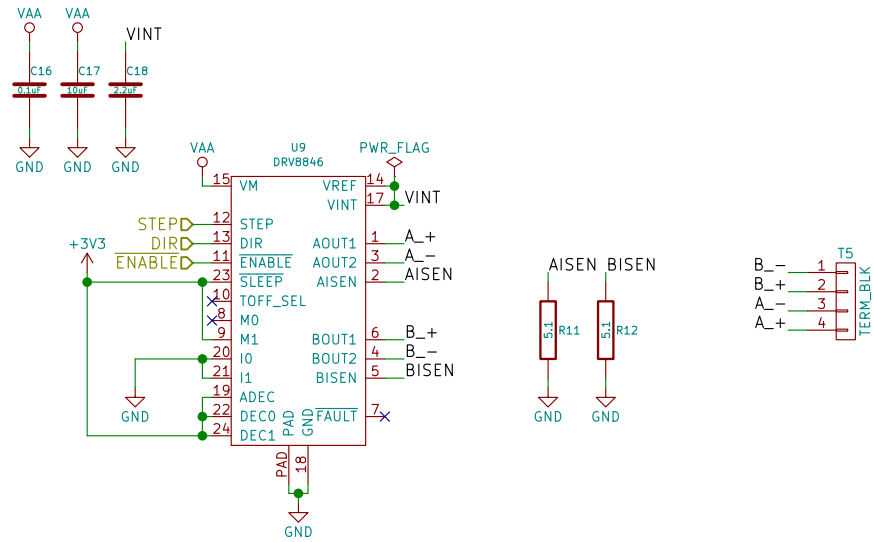 VAA
VAA
VINT
C16
C17
C18
0.1uF
10uF
2.2uF
GND
GND
GND
VAA
U9
DRV8846
PWR_FLAG
15
VM
VREF
14
VINT
17
VINT
STEP
12
STEP
DIR
13
DIR
AOUT1
1
A_+
ENABLE
11
ENABLE
AOUT2
3
A_-
+3V3
23
SLEEP
AISEN
2
AISEN
10
TOFF_SEL
8
M0
9
M1
BOUT1
6
B_+
20
I0
BOUT2
4
B_-
21
I1
BISEN
5
BISEN
19
ADEC
GND
22
DEC0
FAULT
7
24
DEC1
PAD
GND
PAD
18
GND
AISEN
BISEN
5.1
R11
5.1
R12
GND
GND
T5
B_-
1
B_+
2
A_-
3
A_+
4
TERM_BLK